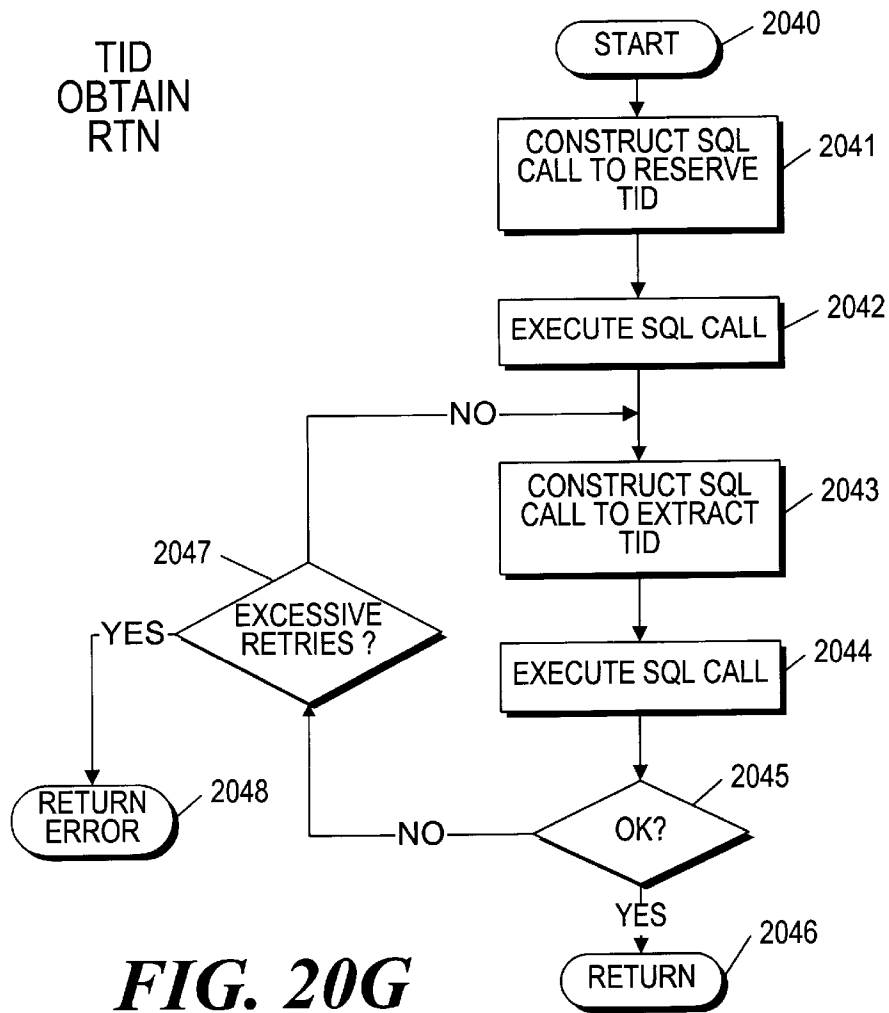 TID
OBTAIN
RTN
START
2040
CONSTRUCT SQL
CALL TO RESERVE
TID
2041
EXECUTE SQL CALL
2042
NO
CONSTRUCT SQL
CALL TO EXTRACT
TID
2043
2047
EXCESSIVE
RETRIES ?
YES
EXECUTE SQL CALL
2044
RETURN
ERROR
2048
NO
OK?
2045
YES
RETURN
2046
FIG. 20G